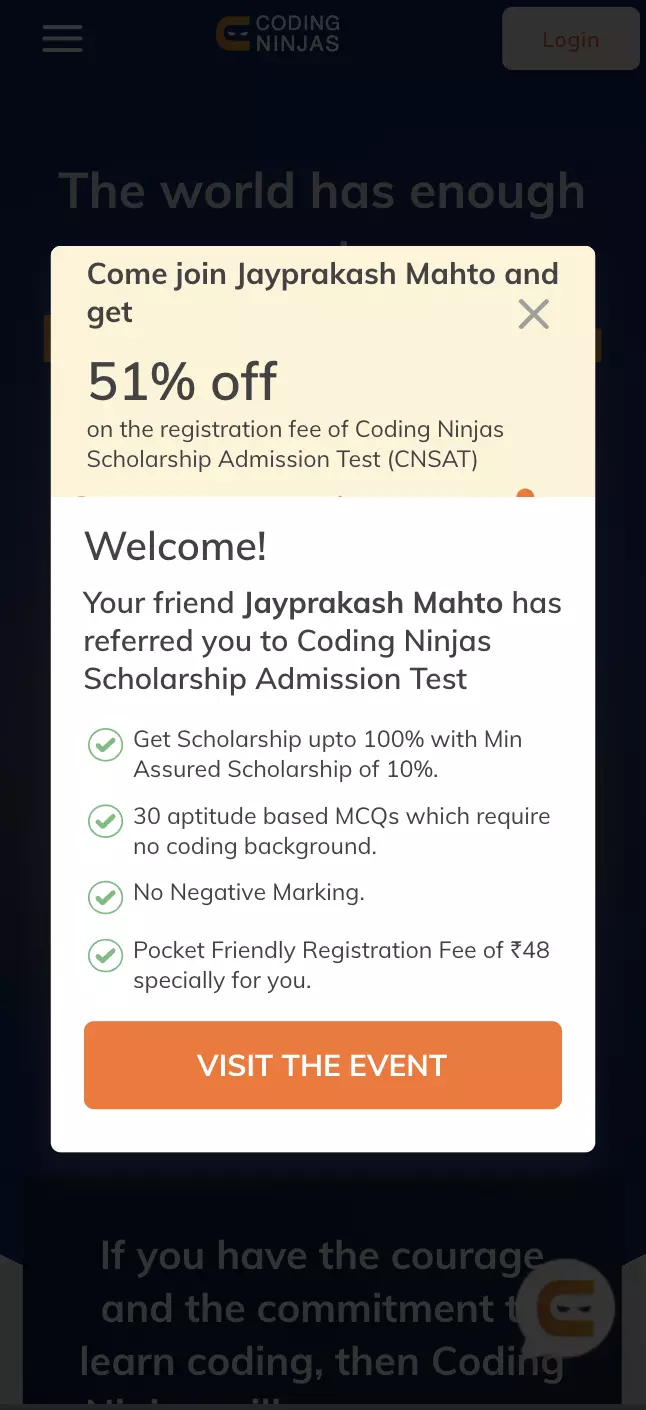 CODING
NINJAS
Login
The world has enough
Come join Jayprakash Mahto and
get
51% off
on the registration fee of Coding Ninjas
Scholarship Admission Test (CNSAT)
Welcome!
Your friend Jayprakash Mahto has
referred you to Coding Ninjas
Scholarship Admission Test
Get Scholarship upto 100% with Min
Assured Scholarship of 10%.
30 aptitude based MCQs which require
no coding background.
No Negative Marking.
Pocket Friendly Registration Fee of ₹48
specially for you.
VISIT THE EVENT
If you have the courage
and the commitment
learn coding, then Coding